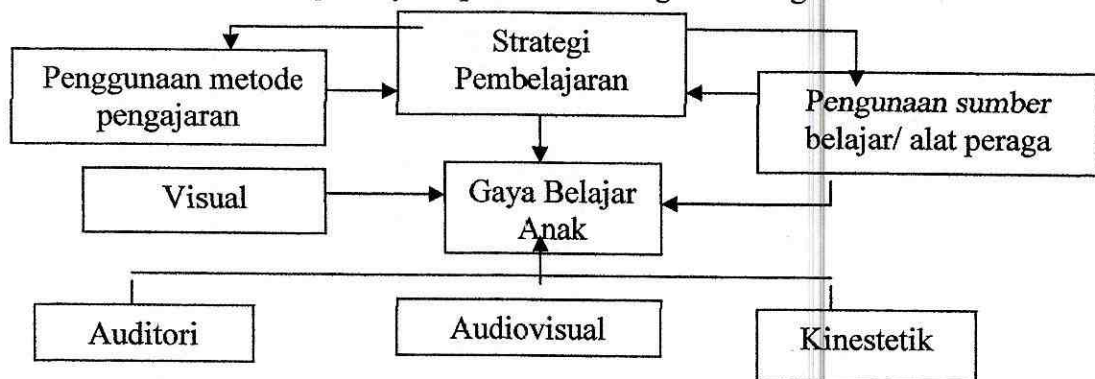 Strategi
Pembelajaran
Penggunaan metode
pengajaran
Pengunaan sumber
belajar/ alat peraga
Visual
Gaya Belajar
Anak
Auditori
Audiovisual
Kinestetik